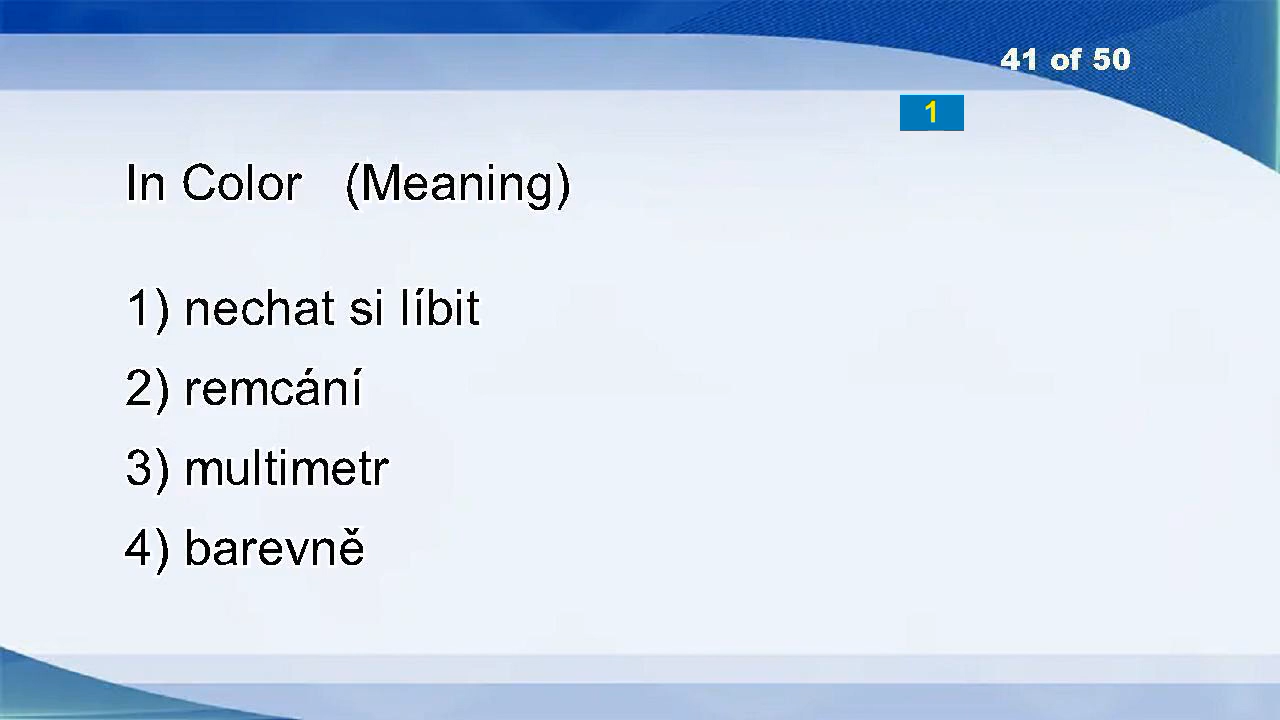 41 of 50
1
In Color (Meaning)
1) nechat si líbit
2) remcání
3) multimetr
4) barevně